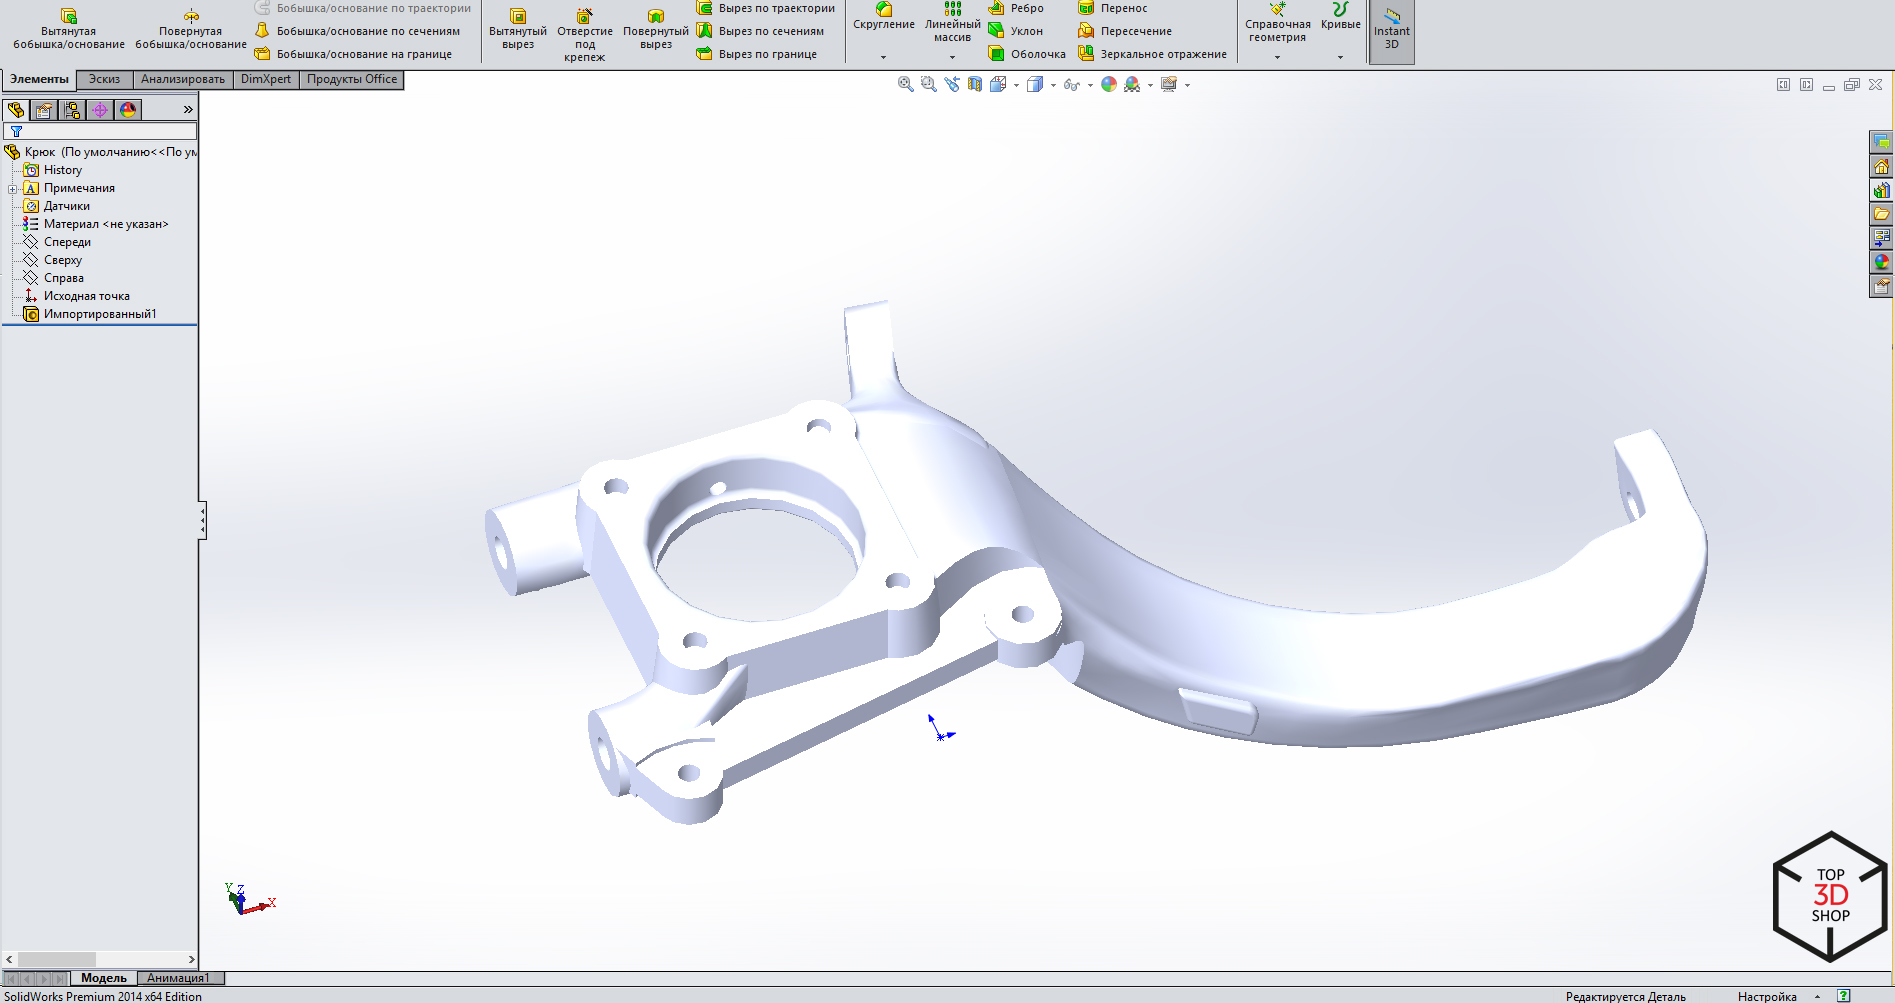 Вытянутая
бобышка/основание
Повернутая
бобышка/основание
Бобышка/основание по траектории
Бобышка/основание по сечениям
Бобышка/основание на границе
Вытянутый
вырез
Отверстие
под
крепеж
Повернутый
вырез
Вырез по траектории
Вырез по сечениям
Вырез по границе
Скругление
Линейный
массив
Ребро
Уклон
Оболочка
Перенос
Пересечение
Зеркальное отражение
Справочная
геометрия
Кривые
Instant
3D
Элементы
Эскиз
Анализировать
DimXpert
Продукты Office
»
Крюк (По умолчанию<<По ум
History
A Примечания
Датчики
Материал <не указан>
Спереди
Сверху
Справа
Исходная точка
Импортированный1
Y Z
X
TOP
3D
SHOP
Модель
Анимация1
SolidWorks Premium 2014 x64 Edition
Редактируется Деталь
Настройка
?